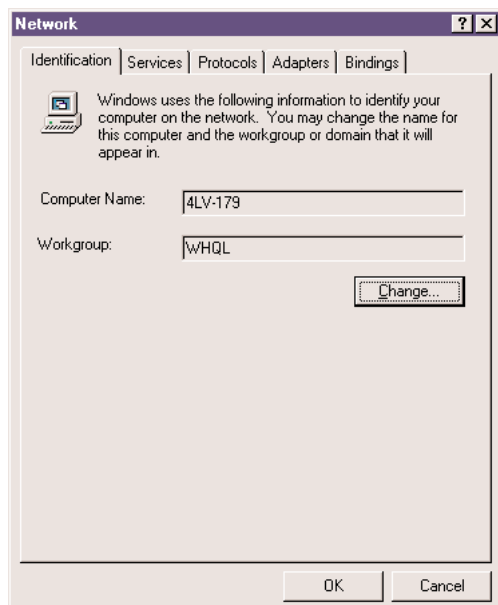 Network
Identification Services Protocols Adapters Bindings
Windows uses the following information to identify your
computer on the network. You may change the name for
this computer and the workgroup or domain that it will
appear in.
Computer Name: 4LV-179
Workgroup: WHQL
Change...
OK Cancel